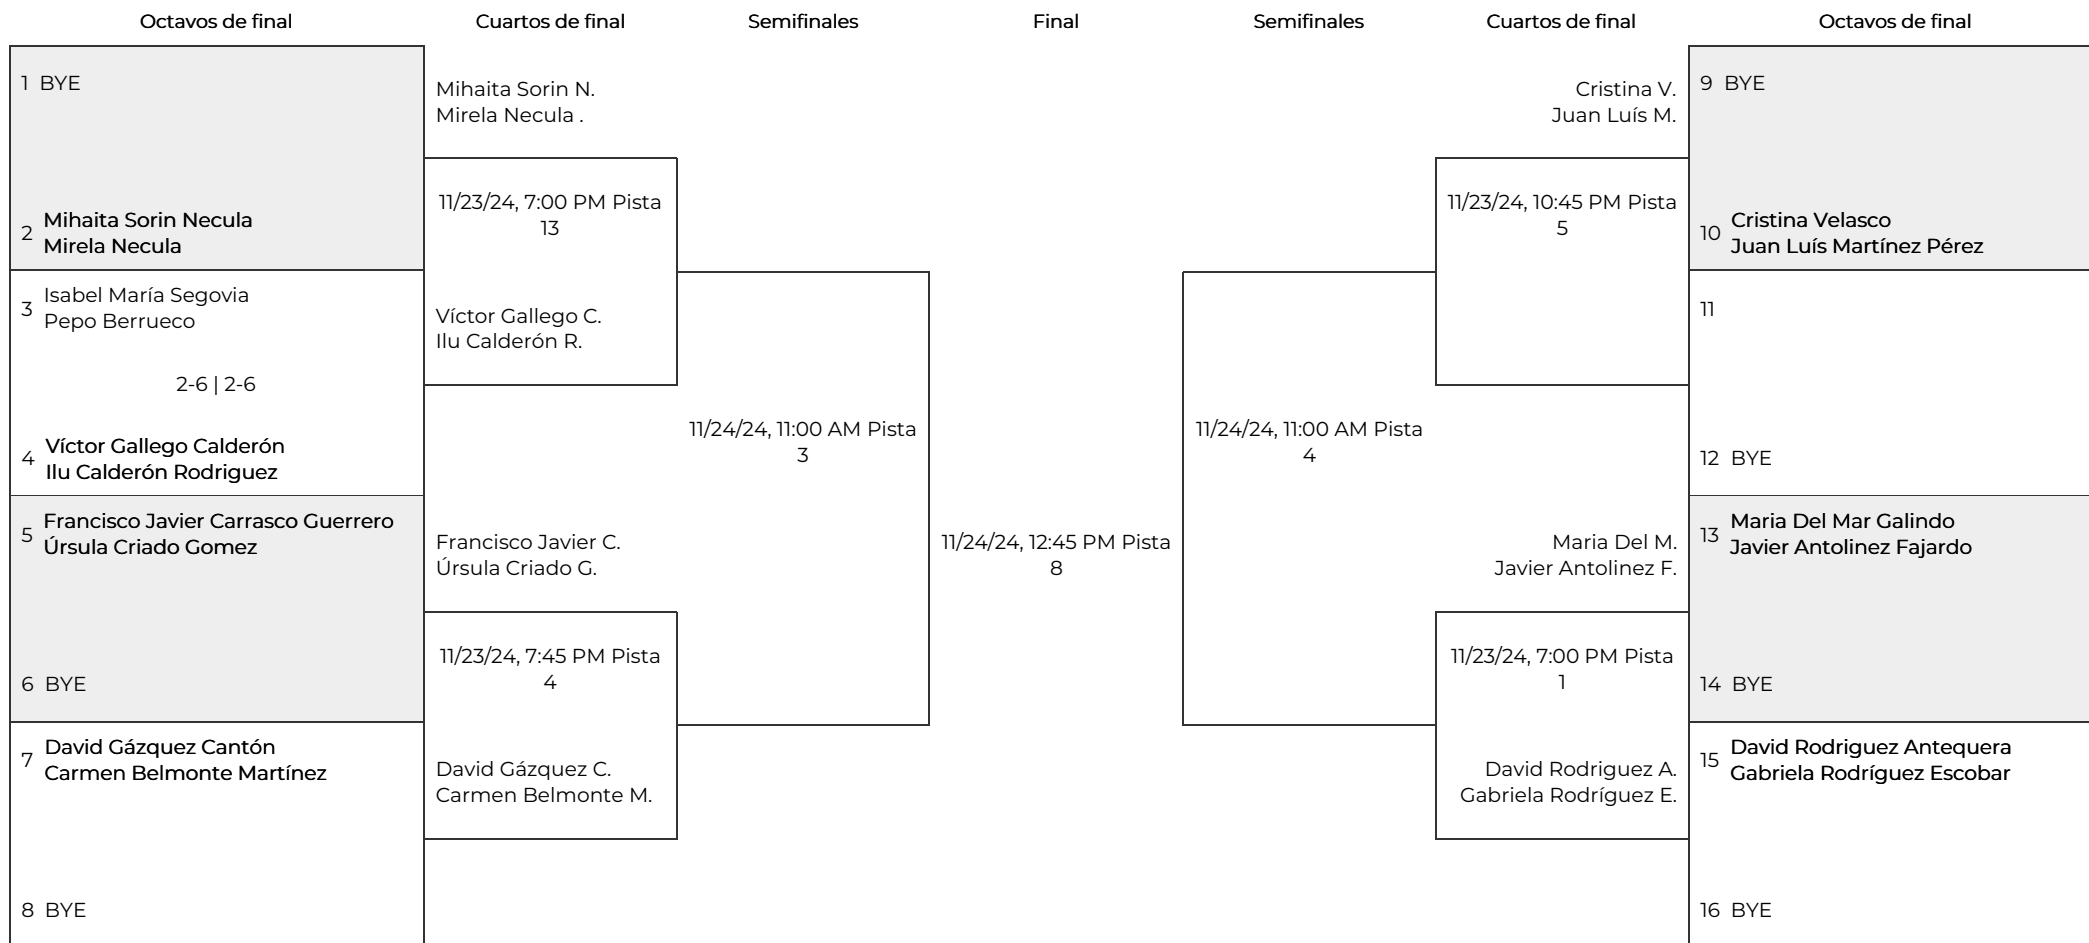 Octavos de final
Cuartos de final
Semifinales
Final
Semifinales
Cuartos de final
Octavos de final
1 BYE
2 Mihaita Sorin Necula
Mirela Necula
3 Isabel María Segovia
Pepo Berrueco
2-6 | 2-6
4 Víctor Gallego Calderón
Ilu Calderón Rodriguez
5 Francisco Javier Carrasco Guerrero
Úrsula Criado Gomez
6 BYE
7 David Gázquez Cantón
Carmen Belmonte Martínez
8 BYE
Mihaita Sorin N.
Mirela Necula .
11/23/24, 7:00 PM Pista
13
Víctor Gallego C.
Ilu Calderón R.
Francisco Javier C.
Úrsula Criado G.
11/23/24, 7:45 PM Pista
4
David Gázquez C.
Carmen Belmonte M.
11/24/24, 11:00 AM Pista
3
11/24/24, 12:45 PM Pista
8
11/24/24, 11:00 AM Pista
4
Cristina V.
Juan Luís M.
11/23/24, 10:45 PM Pista
5
Maria Del M.
Javier Antolinez F.
11/23/24, 7:00 PM Pista
1
David Rodriguez A.
Gabriela Rodríguez E.
9 BYE
10 Cristina Velasco
Juan Luís Martínez Pérez
11
12 BYE
13 Maria Del Mar Galindo
Javier Antolinez Fajardo
14 BYE
15 David Rodriguez Antequera
Gabriela Rodríguez Escobar
16 BYE